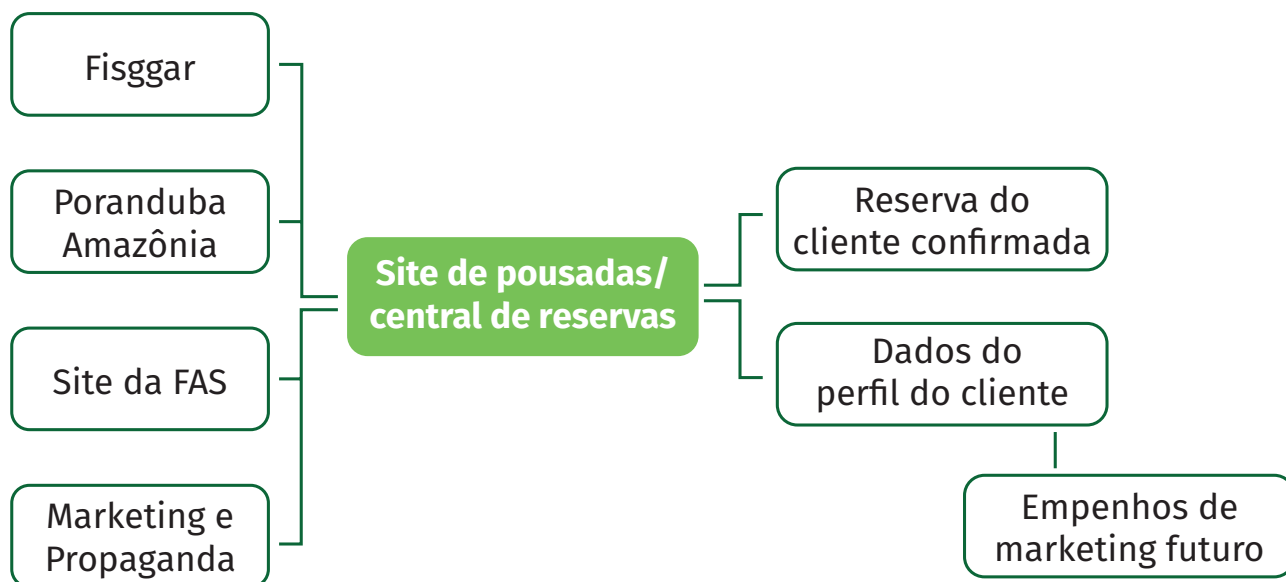 Fisggar
Poranduba
Amazônia
Site da FAS
Marketing e
Propaganda
Site de pousadas/
central de reservas
Reserva do
cliente confirmada
Dados do
perfil do cliente
Empenhos de
marketing futuro